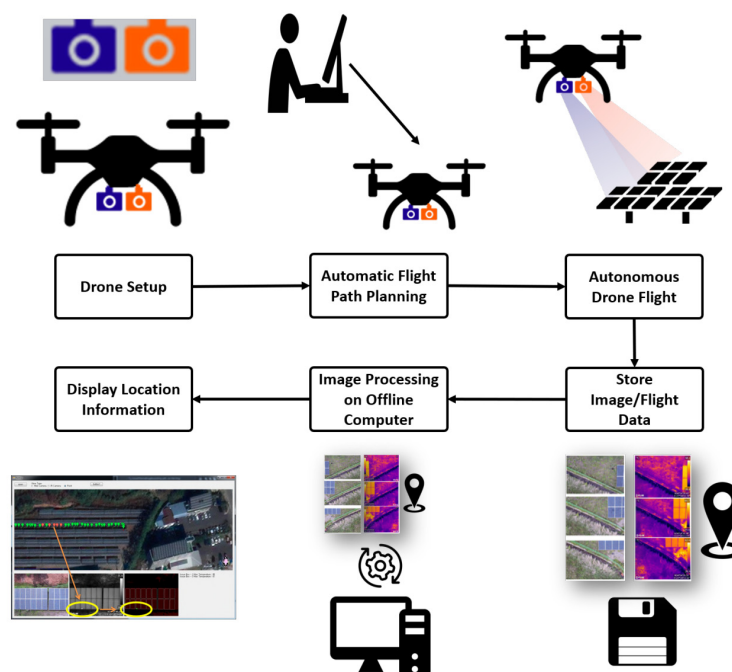 Drone Setup
Automatic Flight
Path Planning
Autonomous
Drone Flight
Display Location
Information
Image Processing
on Offline
Computer
Store
Image/Flight
Data